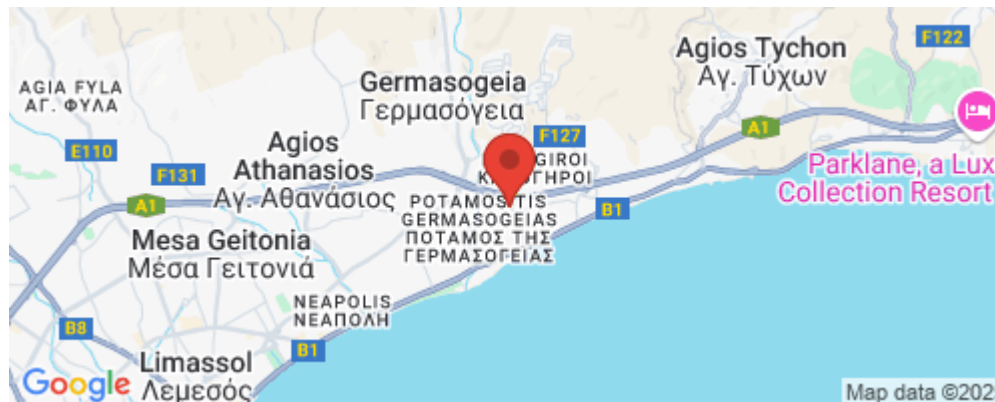 Agios Tychon
Αγ. Τύχων
F122
AGIA FYLA
ΑΓ. ΦΥΛΑ
Germasogeia
Γερμασόγεια
A1
F127
E110
Agios
Athanasios
Αγ. Αθανάσιος
F131
GIROI
Parklane, a Lux
Collection Resort
A1
POTAMOS TIS
GERMASOGEIAS
ΠΟΤΑΜΟΣ ΤΗΣ
ΓΕΡΜΑΣΟΓΕΙΑΣ
B1
Mesa Geitonia
Μέσα Γειτονιά
NEAPOLIS
ΝΕΑΠΟΛΗ
B8
B1
Limassol
Λεμεσός
Google
Map data ©202